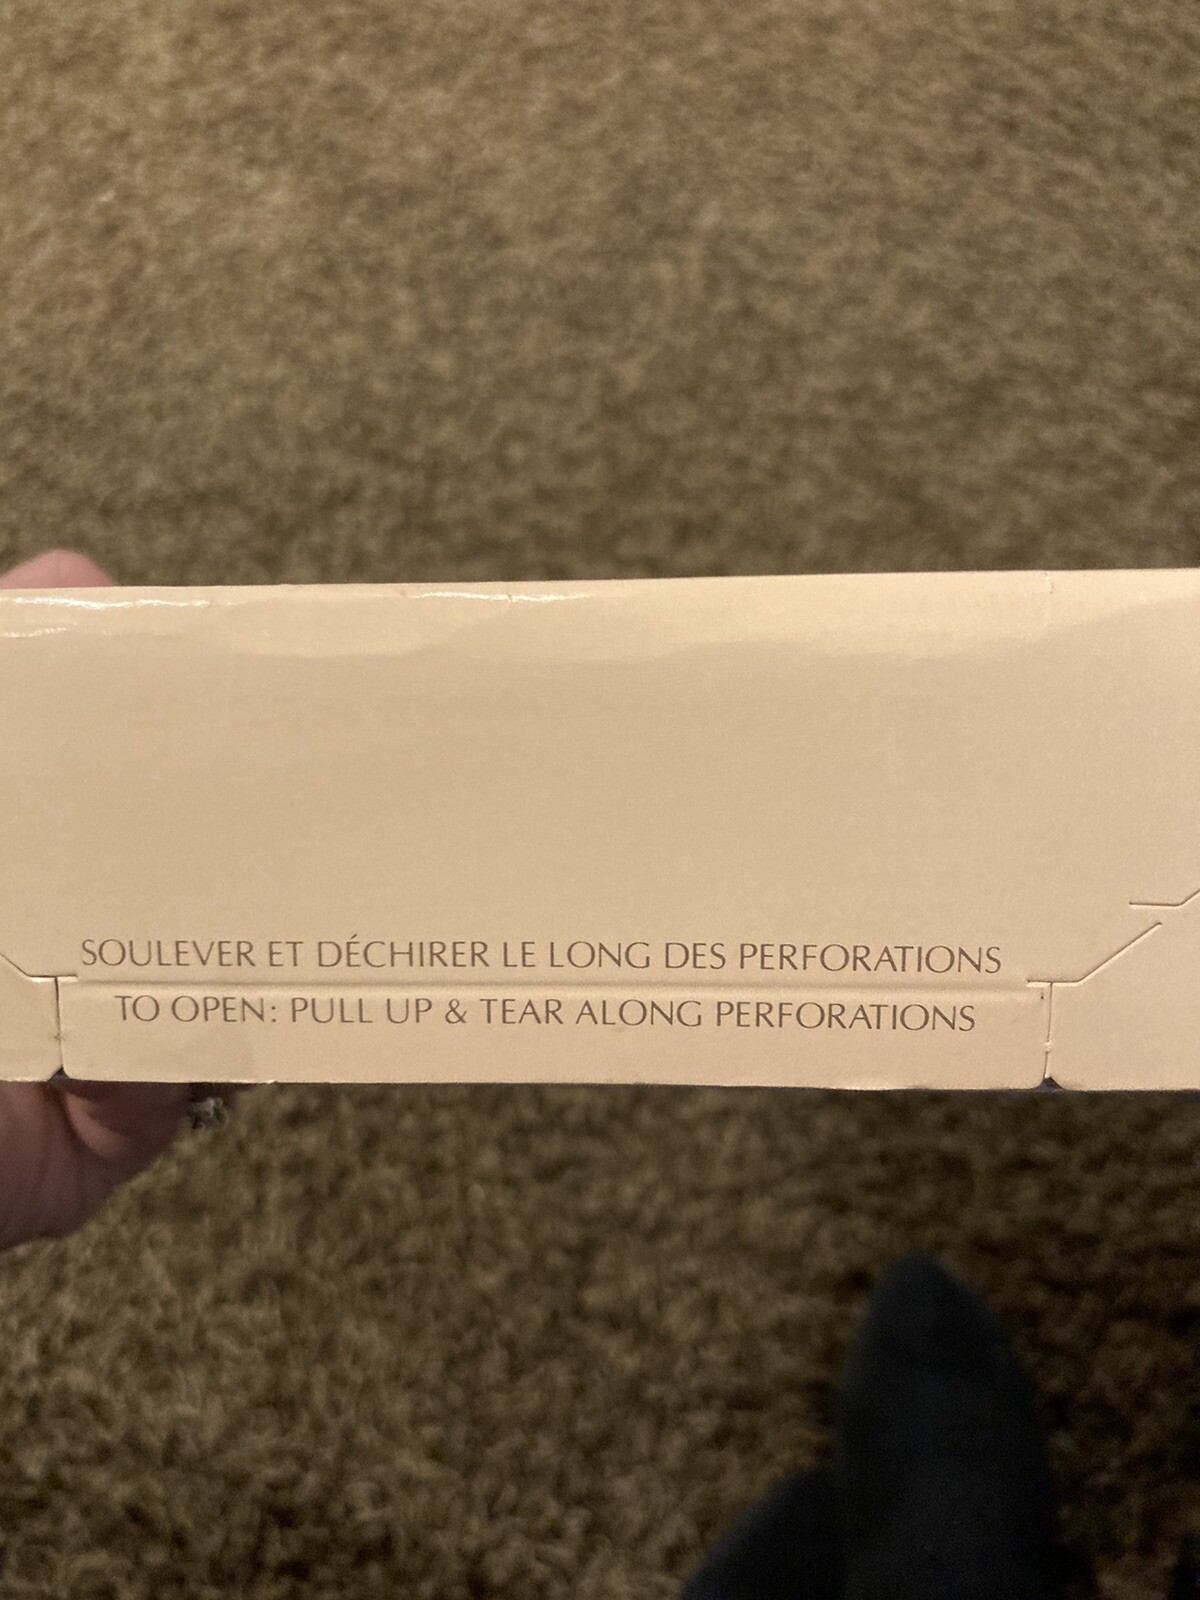 SOULEVER ET DÉCHIRER LE LONG DES PERFORATIONS
TO OPEN: PULL UP & TEAR ALONG PERFORATIONS